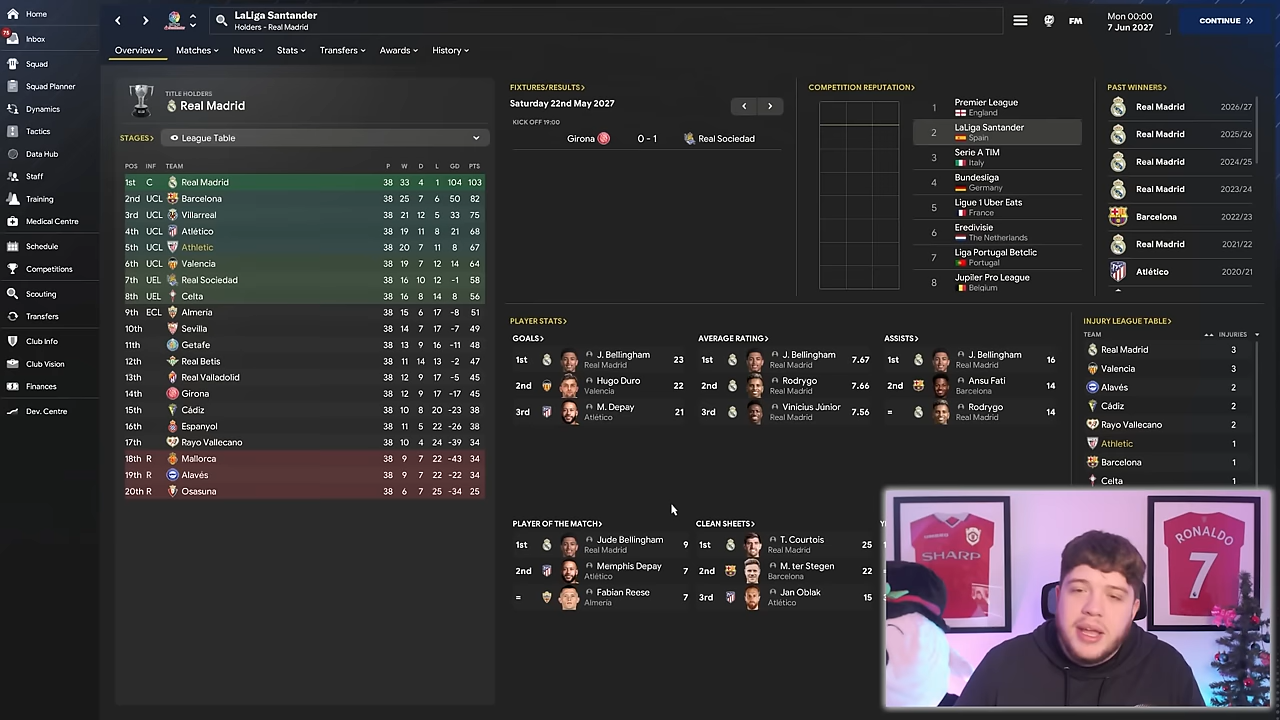 Home
75
Inbox
Squad
Squad Planner
Dynamics
Tactics
Data Hub
Staff
Training
Medical Centre
Schedule
Competitions
Scouting
Transfers
Club Info
Club Vision
Finances
Dev. Centre
LaLiga Santander
Holders - Real Madrid
FM
Mon 00:00
7 Jun 2027
CONTINUE
Overview Matches News Stats Transfers Awards History
TITLE HOLDERS
Real Madrid
STAGES> League Table
POS INF TEAM P W D L GD PTS
1st C Real Madrid 38 33 4 1 104 103
2nd UCL Barcelona 38 25 7 6 50 82
3rd UCL Villarreal 38 21 12 5 33 75
4th UCL Atlético 38 19 11 8 21 68
5th UCL Athletic 38 20 7 11 8 67
6th UCL Valencia 38 19 7 12 14 64
7th UEL Real Sociedad 38 16 10 12 -1 58
8th UEL Celta 38 16 8 14 8 56
9th ECL Almería 38 15 6 17 -8 51
10th Sevilla 38 14 7 17 -7 49
11th Getafe 38 13 9 16 -11 48
12th Real Betis 38 11 14 13 -2 47
13th Real Valladolid 38 12 9 17 -5 45
14th Girona 38 12 9 17 -17 45
15th Cádiz 38 10 8 20 -23 38
16th Espanyol 38 11 5 22 -26 38
17th Rayo Vallecano 38 10 4 24 -39 34
18th R Mallorca 38 9 7 22 -43 34
19th R Alavés 38 9 7 22 -22 34
20th R Osasuna 38 6 7 25 -34 25
FIXTURES/RESULTS>
Saturday 22nd May 2027
KICK OFF 19:00
Girona 0 - 1 Real Sociedad
COMPETITION REPUTATION>
1 Premier League
England
2 LaLiga Santander
Spain
3 Serie A TIM
Italy
4 Bundesliga
Germany
5 Ligue 1 Uber Eats
France
6 Eredivisie
The Netherlands
7 Liga Portugal Betclic
Portugal
8 Jupiler Pro League
Belgium
PAST WINNERS>
Real Madrid 2026/27
Real Madrid 2025/26
Real Madrid 2024/25
Real Madrid 2023/24
Barcelona 2022/23
Real Madrid 2021/22
Atlético 2020/21
PLAYER STATS>
GOALS>
1st J. Bellingham 23
Real Madrid
2nd Hugo Duro 22
Valencia
3rd M. Depay 21
Atlético
AVERAGE RATING>
1st J. Bellingham 7.67
Real Madrid
2nd Rodrygo 7.66
Real Madrid
3rd Vinícius Júnior 7.56
Real Madrid
ASSISTS>
1st J. Bellingham 16
Real Madrid
2nd Ansu Fati 14
Barcelona
= Rodrygo 14
Real Madrid
INJURY LEAGUE TABLE>
TEAM INJURIES
Real Madrid 3
Valencia 3
Alavés 2
Cádiz 2
Rayo Vallecano 2
Athletic 1
Barcelona 1
Celta 1
PLAYER OF THE MATCH>
1st Jude Bellingham 9
Real Madrid
2nd Memphis Depay 7
Atlético
= Fabian Reese 7
Almería
CLEAN SHEETS>
1st T. Courtois 25
Real Madrid
2nd M. ter Stegen 22
Barcelona
3rd Jan Oblak 15
Atlético
SHARP
RONALDO
7